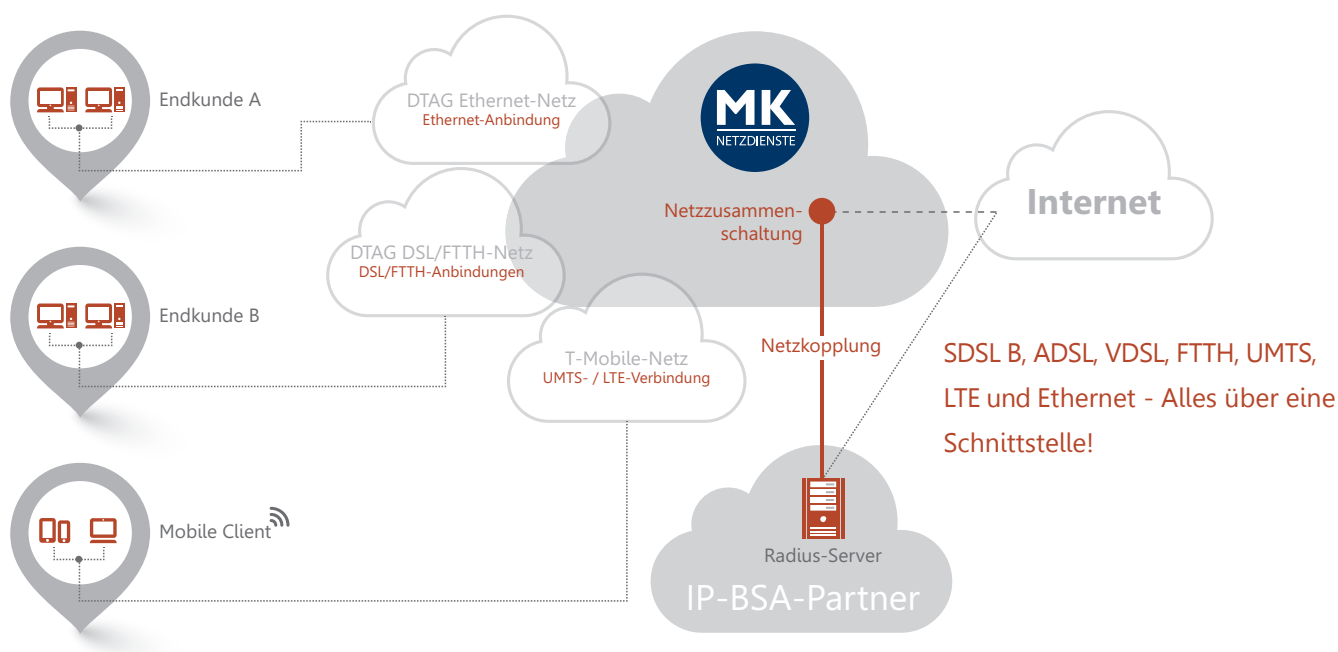 Endkunde A
DTAG Ethernet-Netz
Ethernet-Anbindung
MK
NETZDIENSTE
Internet
Netzzusammen-
schaltung
DTAG DSL/FTTH-Netz
DSL/FTTH-Anbindungen
Endkunde B
T-Mobile-Netz
UMTS- / LTE-Verbindung
Netzkopplung
SDSL B, ADSL, VDSL, FTTH, UMTS,
LTE und Ethernet - Alles über eine
Schnittstelle!
Mobile Client
Radius-Server
IP-BSA-Partner